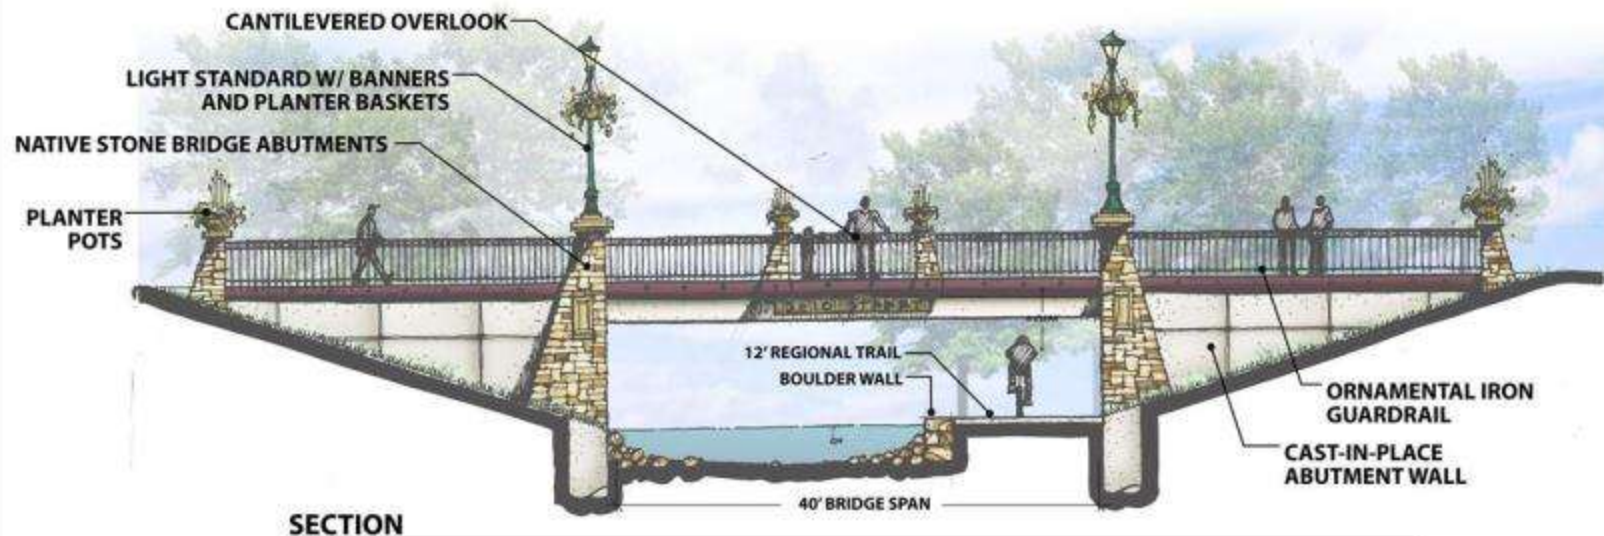 CANTILEVERED OVERLOOK
LIGHT STANDARD W/ BANNERS
AND PLANTER BASKETS
NATIVE STONE BRIDGE ABUTMENTS
PLANTER
POTS
12' REGIONAL TRAIL
BOULDER WALL
ORNAMENTAL IRON
GUARDRAIL
CAST-IN-PLACE
ABUTMENT WALL
40' BRIDGE SPAN
SECTION